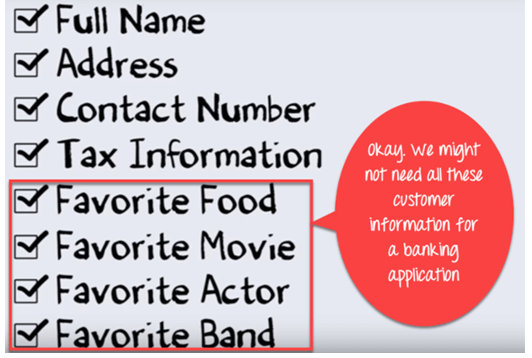 Full Name
Address
Contact Number
Tax Information
Favorite Food
Favorite Movie
Favorite Actor
Favorite Band
Okay. We might
not need all these
customer
information for
a banking
application